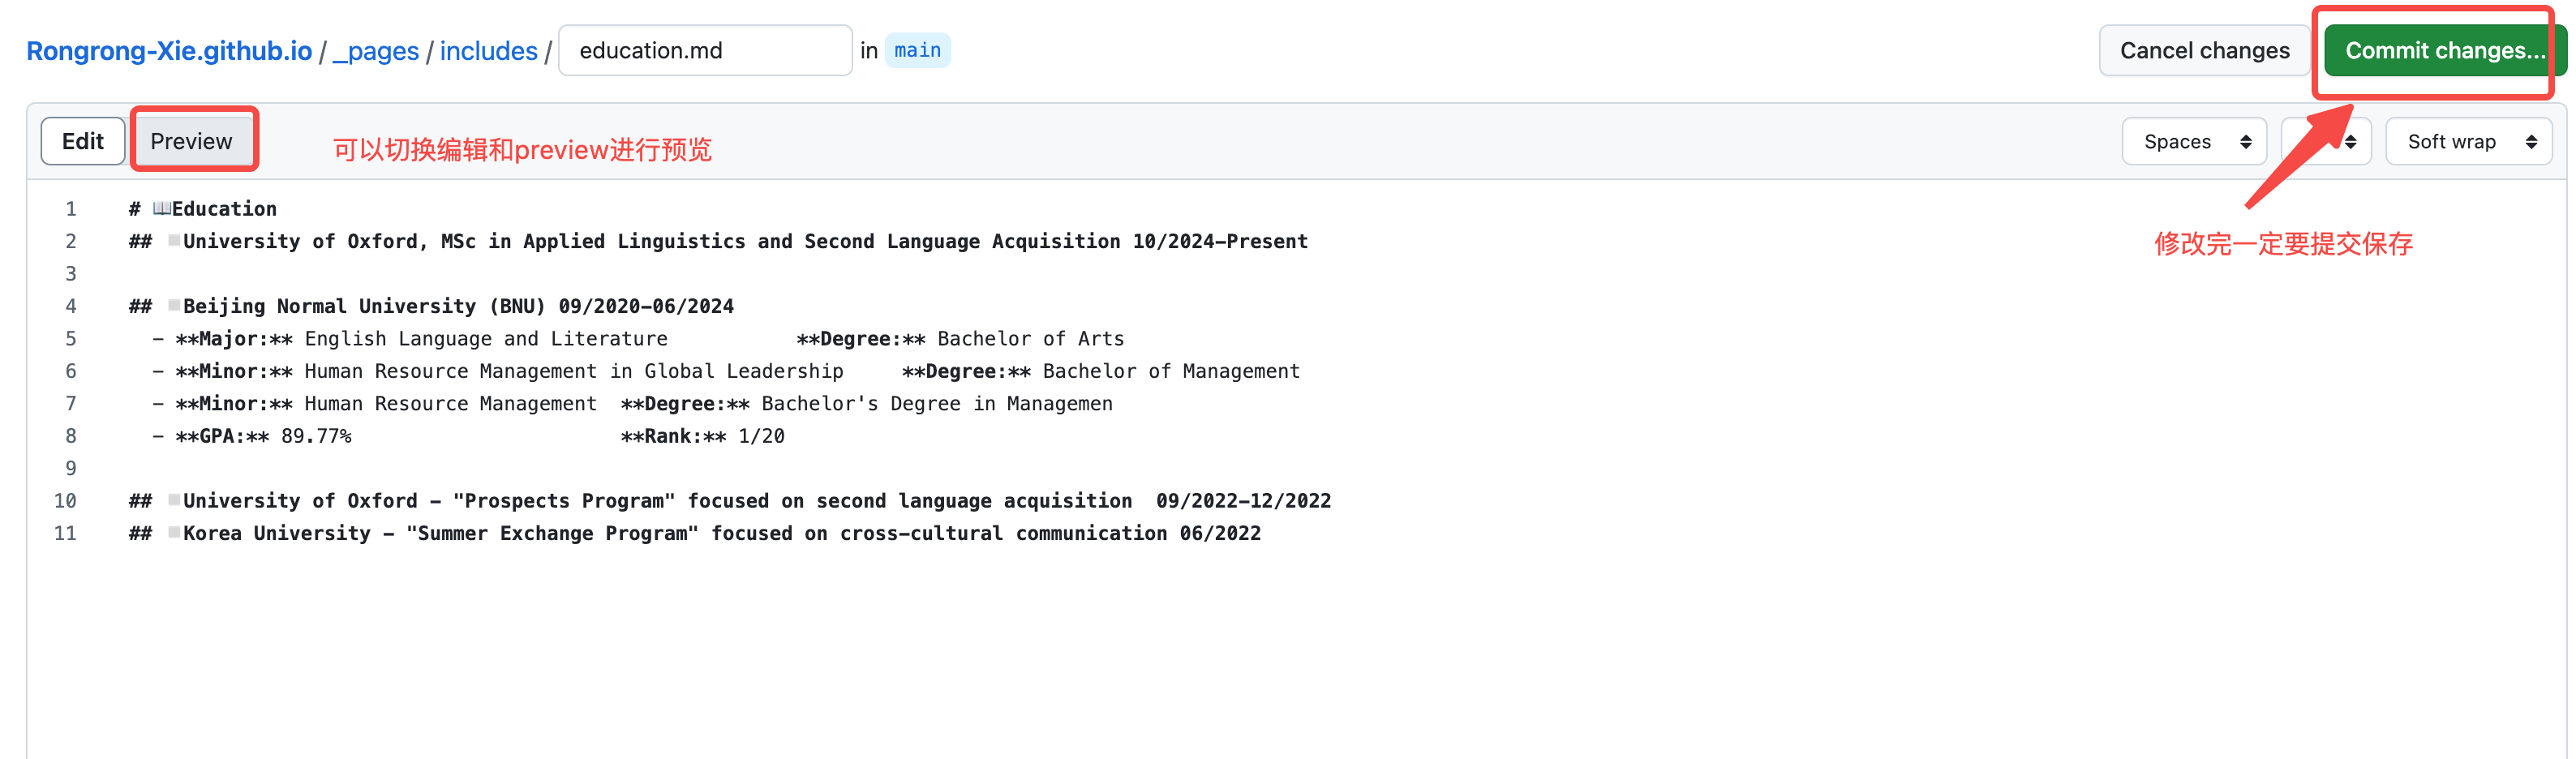 Rongrong-Xie.github.io / _pages / includes / education.md in main Cancel changes Commit changes...
Edit Preview 可以切换编辑和preview进行预览 Spaces Soft wrap
修改完一定要提交保存
1 # 📖Education
2 ## ◽University of Oxford, MSc in Applied Linguistics and Second Language Acquisition 10/2024-Present
3
4 ## ◽Beijing Normal University (BNU) 09/2020-06/2024
5 - **Major:** English Language and Literature **Degree:** Bachelor of Arts
6 - **Minor:** Human Resource Management in Global Leadership **Degree:** Bachelor of Management
7 - **Minor:** Human Resource Management **Degree:** Bachelor's Degree in Managemen
8 - **GPA:** 89.77% **Rank:** 1/20
9
10 ## ◽University of Oxford - "Prospects Program" focused on second language acquisition 09/2022-12/2022
11 ## ◽Korea University - "Summer Exchange Program" focused on cross-cultural communication 06/2022